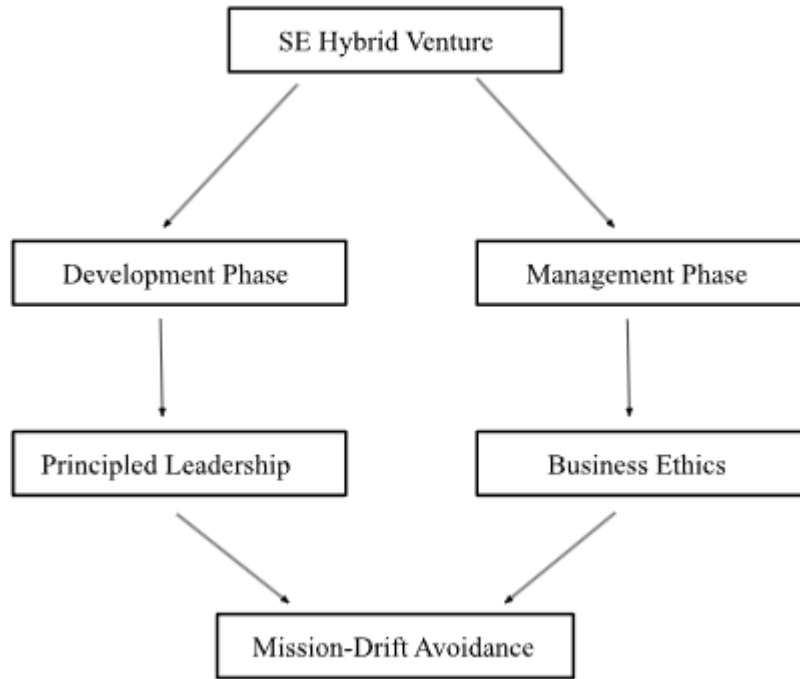 SE Hybrid Venture
Development Phase
Management Phase
Principled Leadership
Business Ethics
Mission-Drift Avoidance